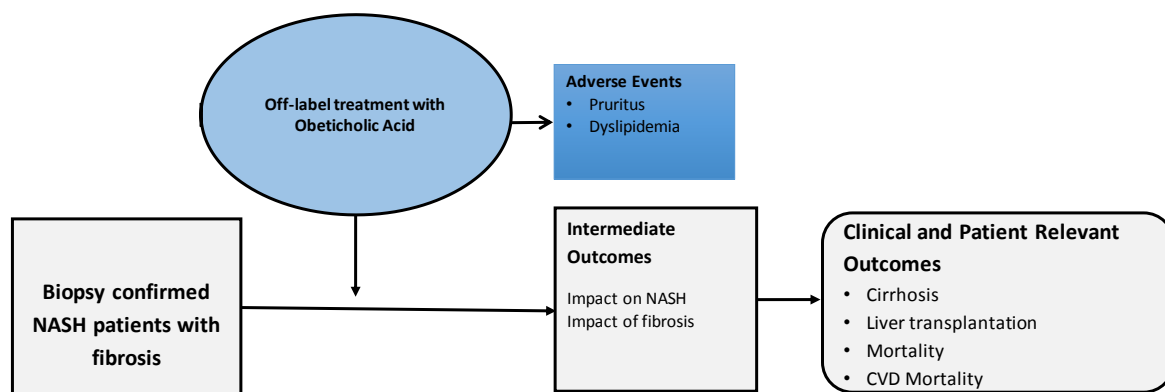 Off-label treatment with
Obeticholic Acid
Adverse Events
• Pruritus
• Dyslipidemia
Biopsy confirmed
NASH patients with
fibrosis
Intermediate
Outcomes
Impact on NASH
Impact of fibrosis
Clinical and Patient Relevant
Outcomes
• Cirrhosis
• Liver transplantation
• Mortality
• CVD Mortality